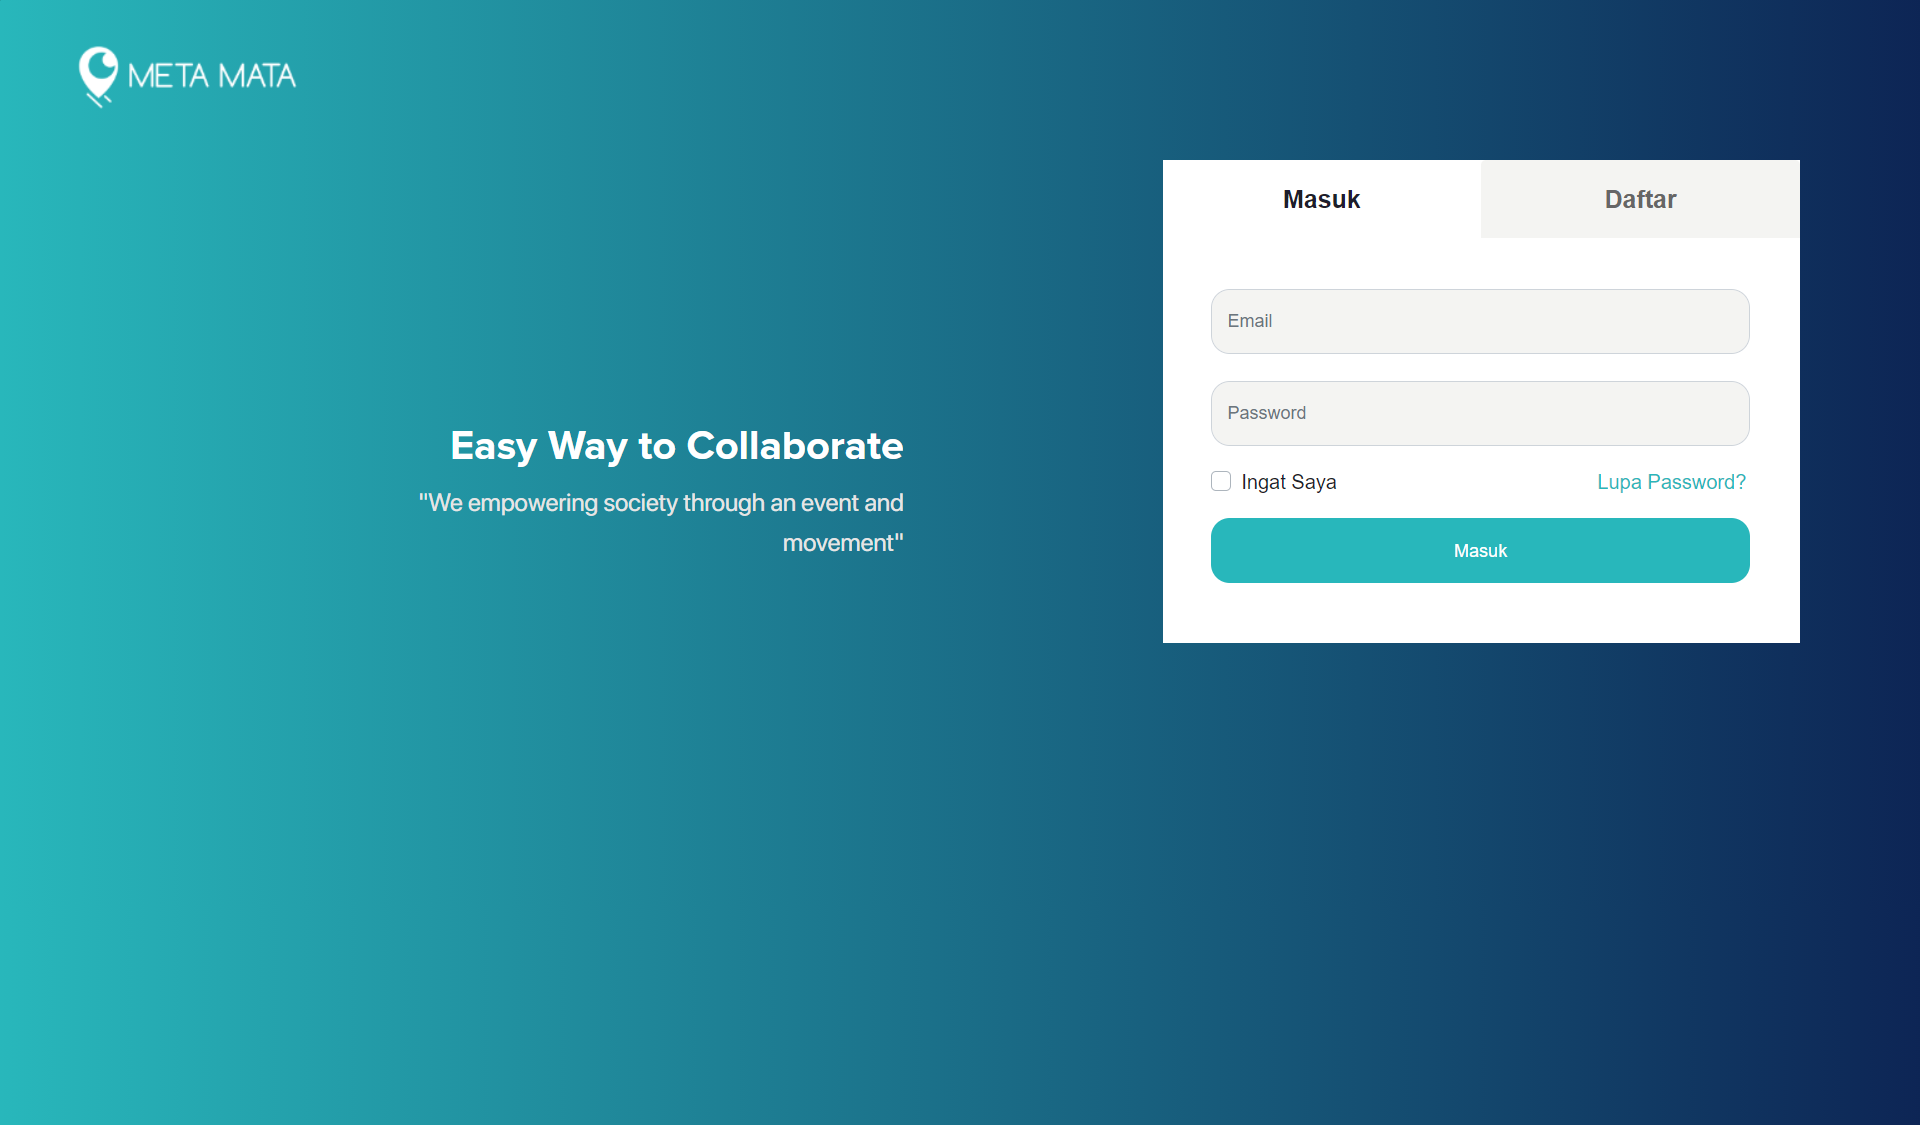 META MATA
Easy Way to Collaborate
"We empowering society through an event and
movement"
Masuk
Daftar
Email
Password
Ingat Saya
Lupa Password?
Masuk